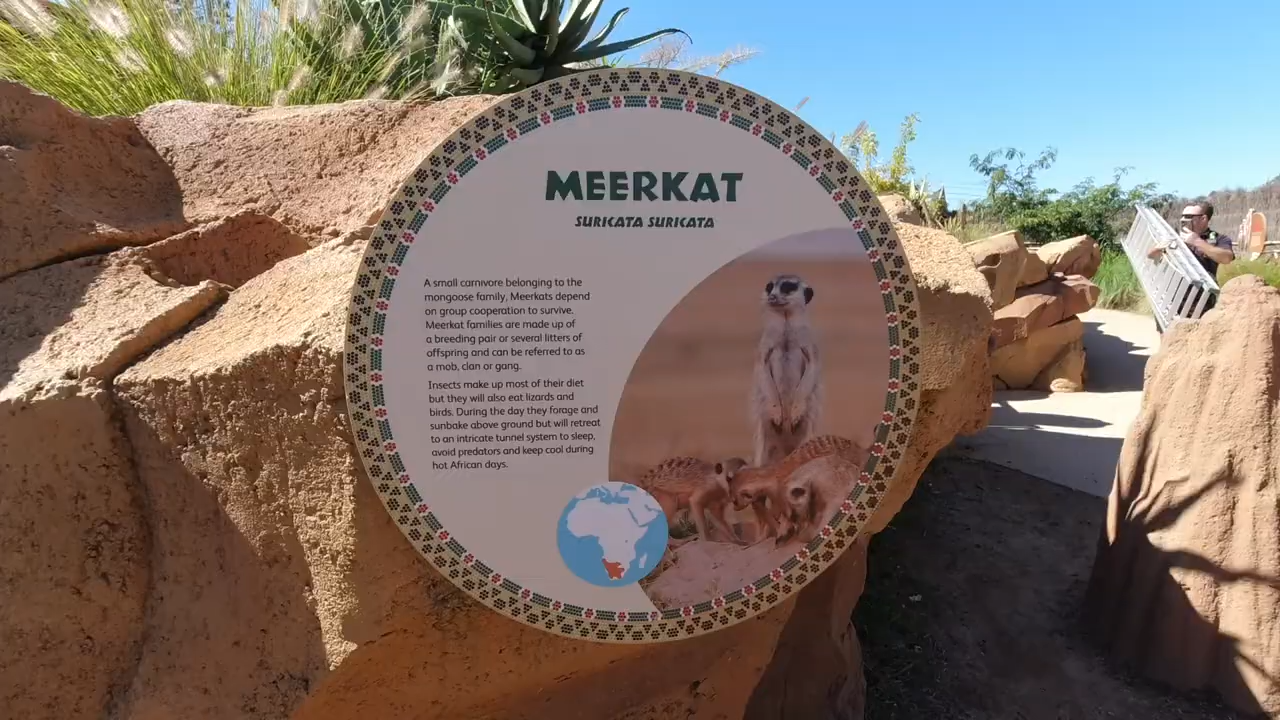 MEERKAT
SURICATA SURICATA
A small carnivore belonging to the
mongoose family, Meerkats depend
on group cooperation to survive.
Meerkat families are made up of
a breeding pair or several litters of
offspring and can be referred to as
a mob, clan or gang.
Insects make up most of their diet
but they will also eat lizards and
birds. During the day they forage and
sunbake above ground but will retreat
to an intricate tunnel system to sleep,
avoid predators and keep cool during
hot African days.